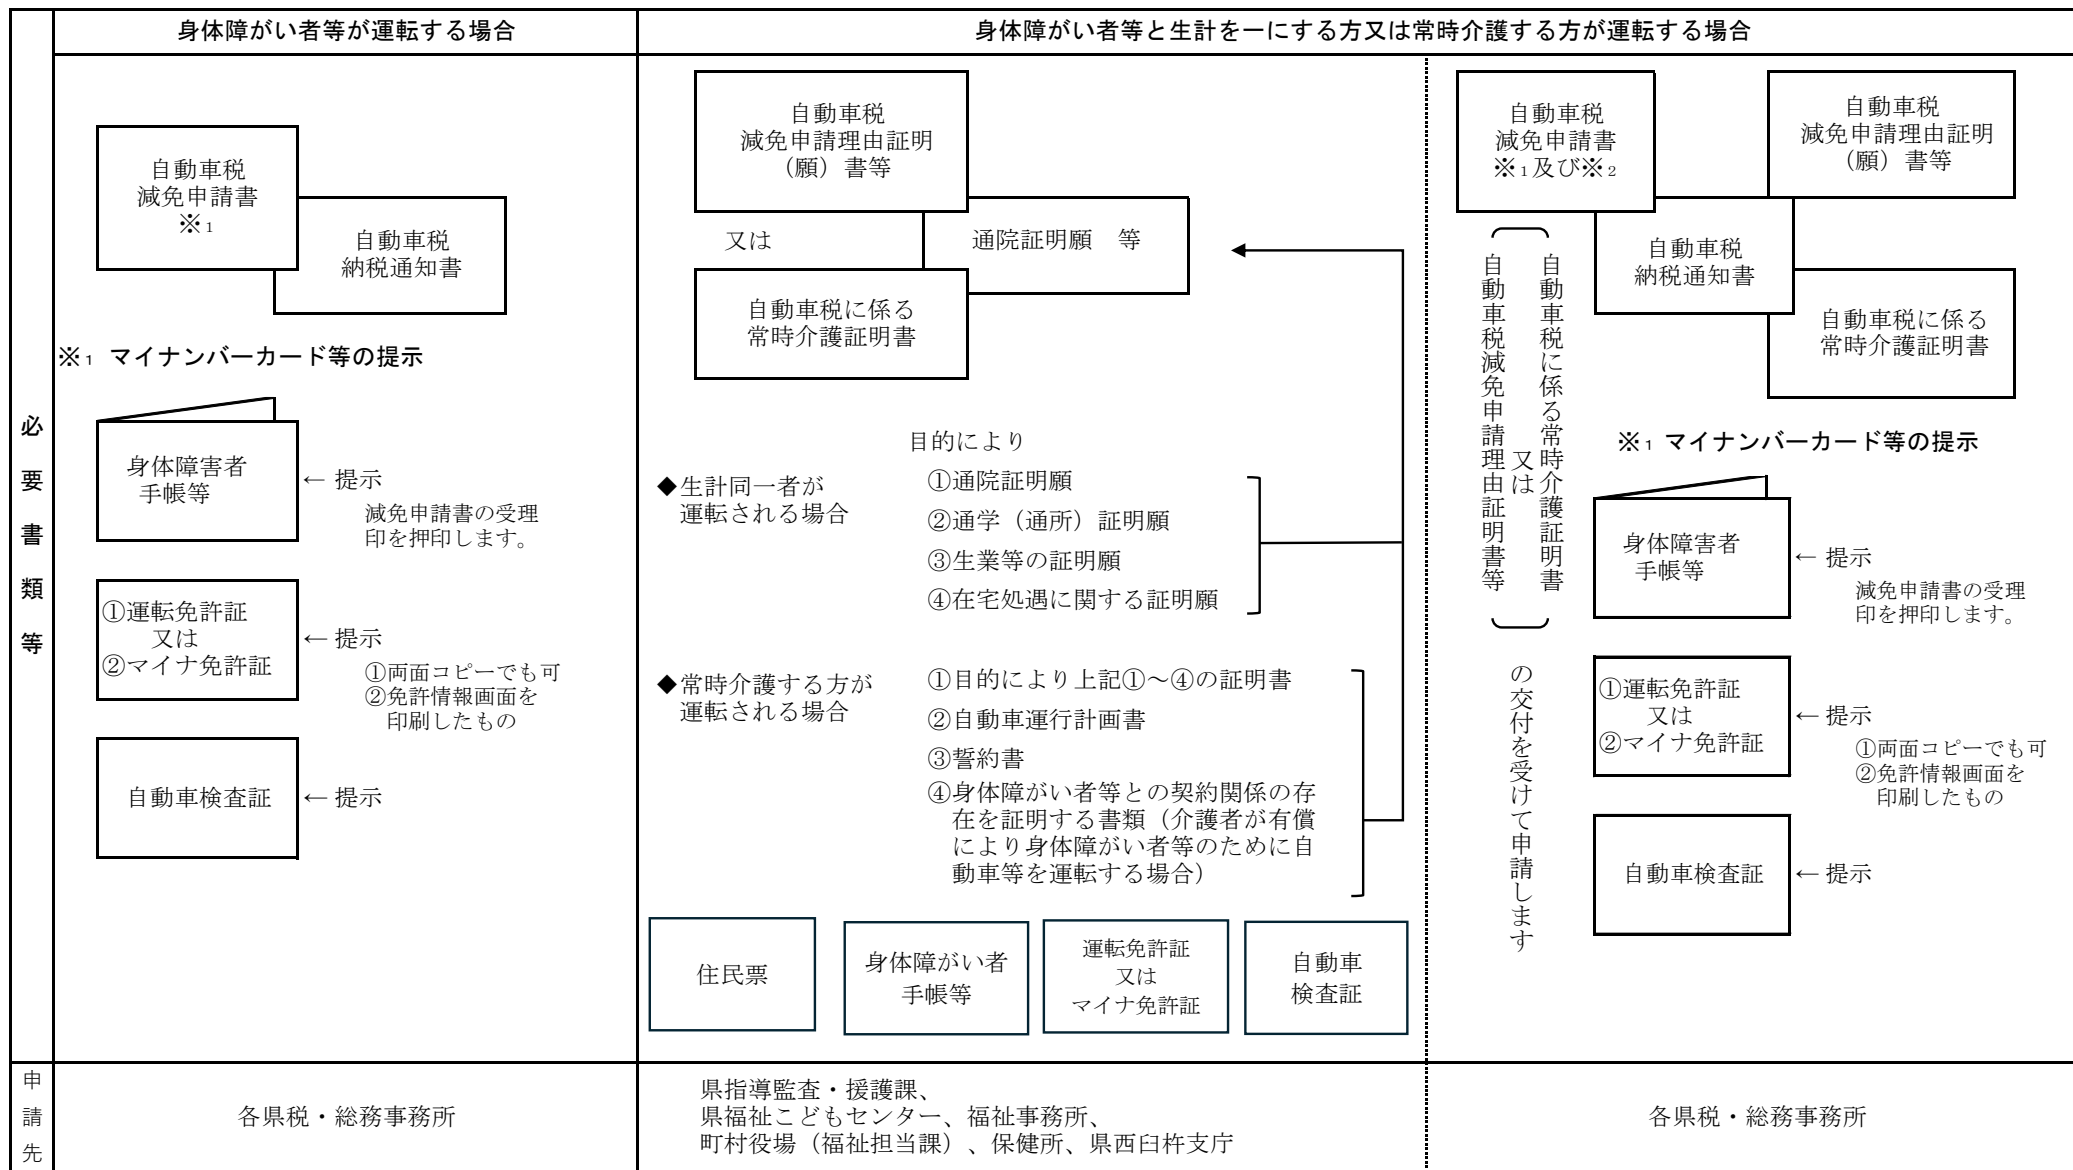 身体障がい者等が運転する場合
身体障がい者等と生計を一にする方又は常時介護する方が運転する場合
必要書類等
自動車税
減免申請書
※1
自動車税
納税通知書
※1 マイナンバーカード等の提示
身体障害者
手帳等
← 提示
減免申請書の受理
印を押印します。
①運転免許証
又は
②マイナ免許証
← 提示
①両面コピーでも可
②免許情報画面を
印刷したもの
自動車検査証
← 提示
自動車税
減免申請理由証明
(願)書等
又は
通院証明願 等
自動車税に係る
常時介護証明書
目的により
◆生計同一者が
運転される場合
①通院証明願
②通学(通所)証明願
③生業等の証明願
④在宅処遇に関する証明願
◆常時介護する方が
運転される場合
①目的により上記①~④の証明書
②自動車運行計画書
③誓約書
④身体障がい者等との契約関係の存
在を証明する書類(介護者が有償
により身体障がい者等のために自
動車等を運転する場合)
住民票
身体障がい者
手帳等
運転免許証
又は
マイナ免許証
自動車
検査証
自動車税
減免申請書
※1及び※2
自動車税
減免申請理由証明
(願)書等
自動車税
納税通知書
自動車税に係る
常時介護証明書
自動車税に係る常時介護証明書
又は
自動車税減免申請理由証明書等
の交付を受けて申請します
※1 マイナンバーカード等の提示
身体障害者
手帳等
← 提示
減免申請書の受理
印を押印します。
①運転免許証
又は
②マイナ免許証
← 提示
①両面コピーでも可
②免許情報画面を
印刷したもの
自動車検査証
← 提示
申請先
各県税・総務事務所
県指導監査・援護課、
県福祉こどもセンター、福祉事務所、
町村役場(福祉担当課)、保健所、県西臼杵支庁
各県税・総務事務所